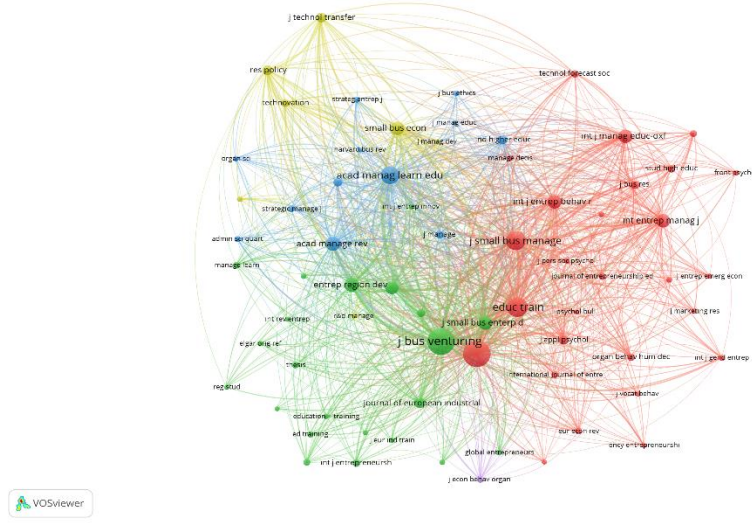 j technol transfer
res policy
technol forecast soc
strateg entrep j
j bus ethics
technovation
j manag educ
small bus econ
int j manag educ-oxf
j manag dev
harvard bus rev
organ sci
manage decis
stud high educ
front psychol
acad manag learn edu
j bus res
int j entrep behav r
int j entrep innov
strategic manage j
int entrep manag j
j manage
admin sci quart
acad manage rev
j small bus manage
j pers soc psycho
manage learn
journal of entrepreneurship ed
j entrep emerg econ
entrep region dev
educ train
psychol bul
j marketing res
int rev entrep
r&d manage
j small bus enterp d
elgar orig ref
j bus venturing
j appl psychol
organ behav hum dec
int j gend entrep
thesis
international journal of entre
reg stud
j vocat behav
journal of european industrial
education + training
eur econ rev
ed training
j eur ind train
ency entrepreneurshi
global entrepreneurs
int j entrepreneursh
j econ behav organ
VOSviewer